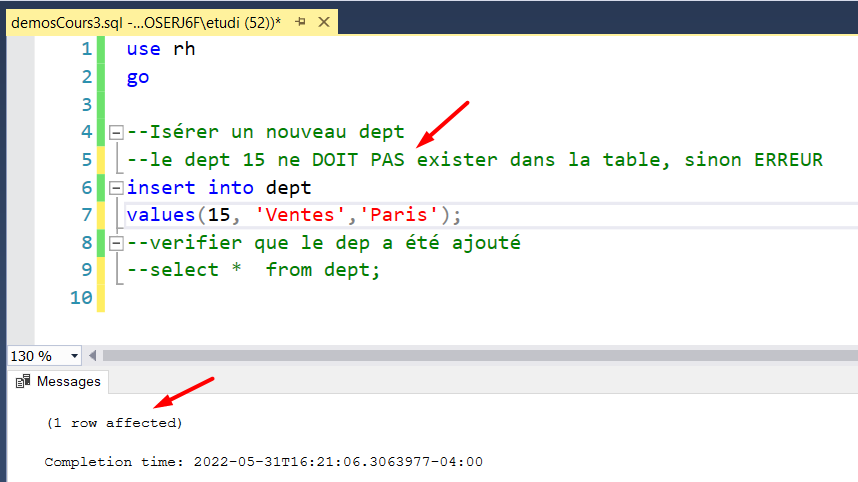 demosCours3.sql -...OSERJ6F\etudi (52))*
1 use rh
2 go
3
4 --Isérer un nouveau dept
5 --le dept 15 ne DOIT PAS exister dans la table, sinon ERREUR
6 insert into dept
7 values(15, 'Ventes','Paris');
8 --verifier que le dep a été ajouté
9 --select *  from dept;
10
130 %
Messages
(1 row affected)
Completion time: 2022-05-31T16:21:06.3063977-04:00